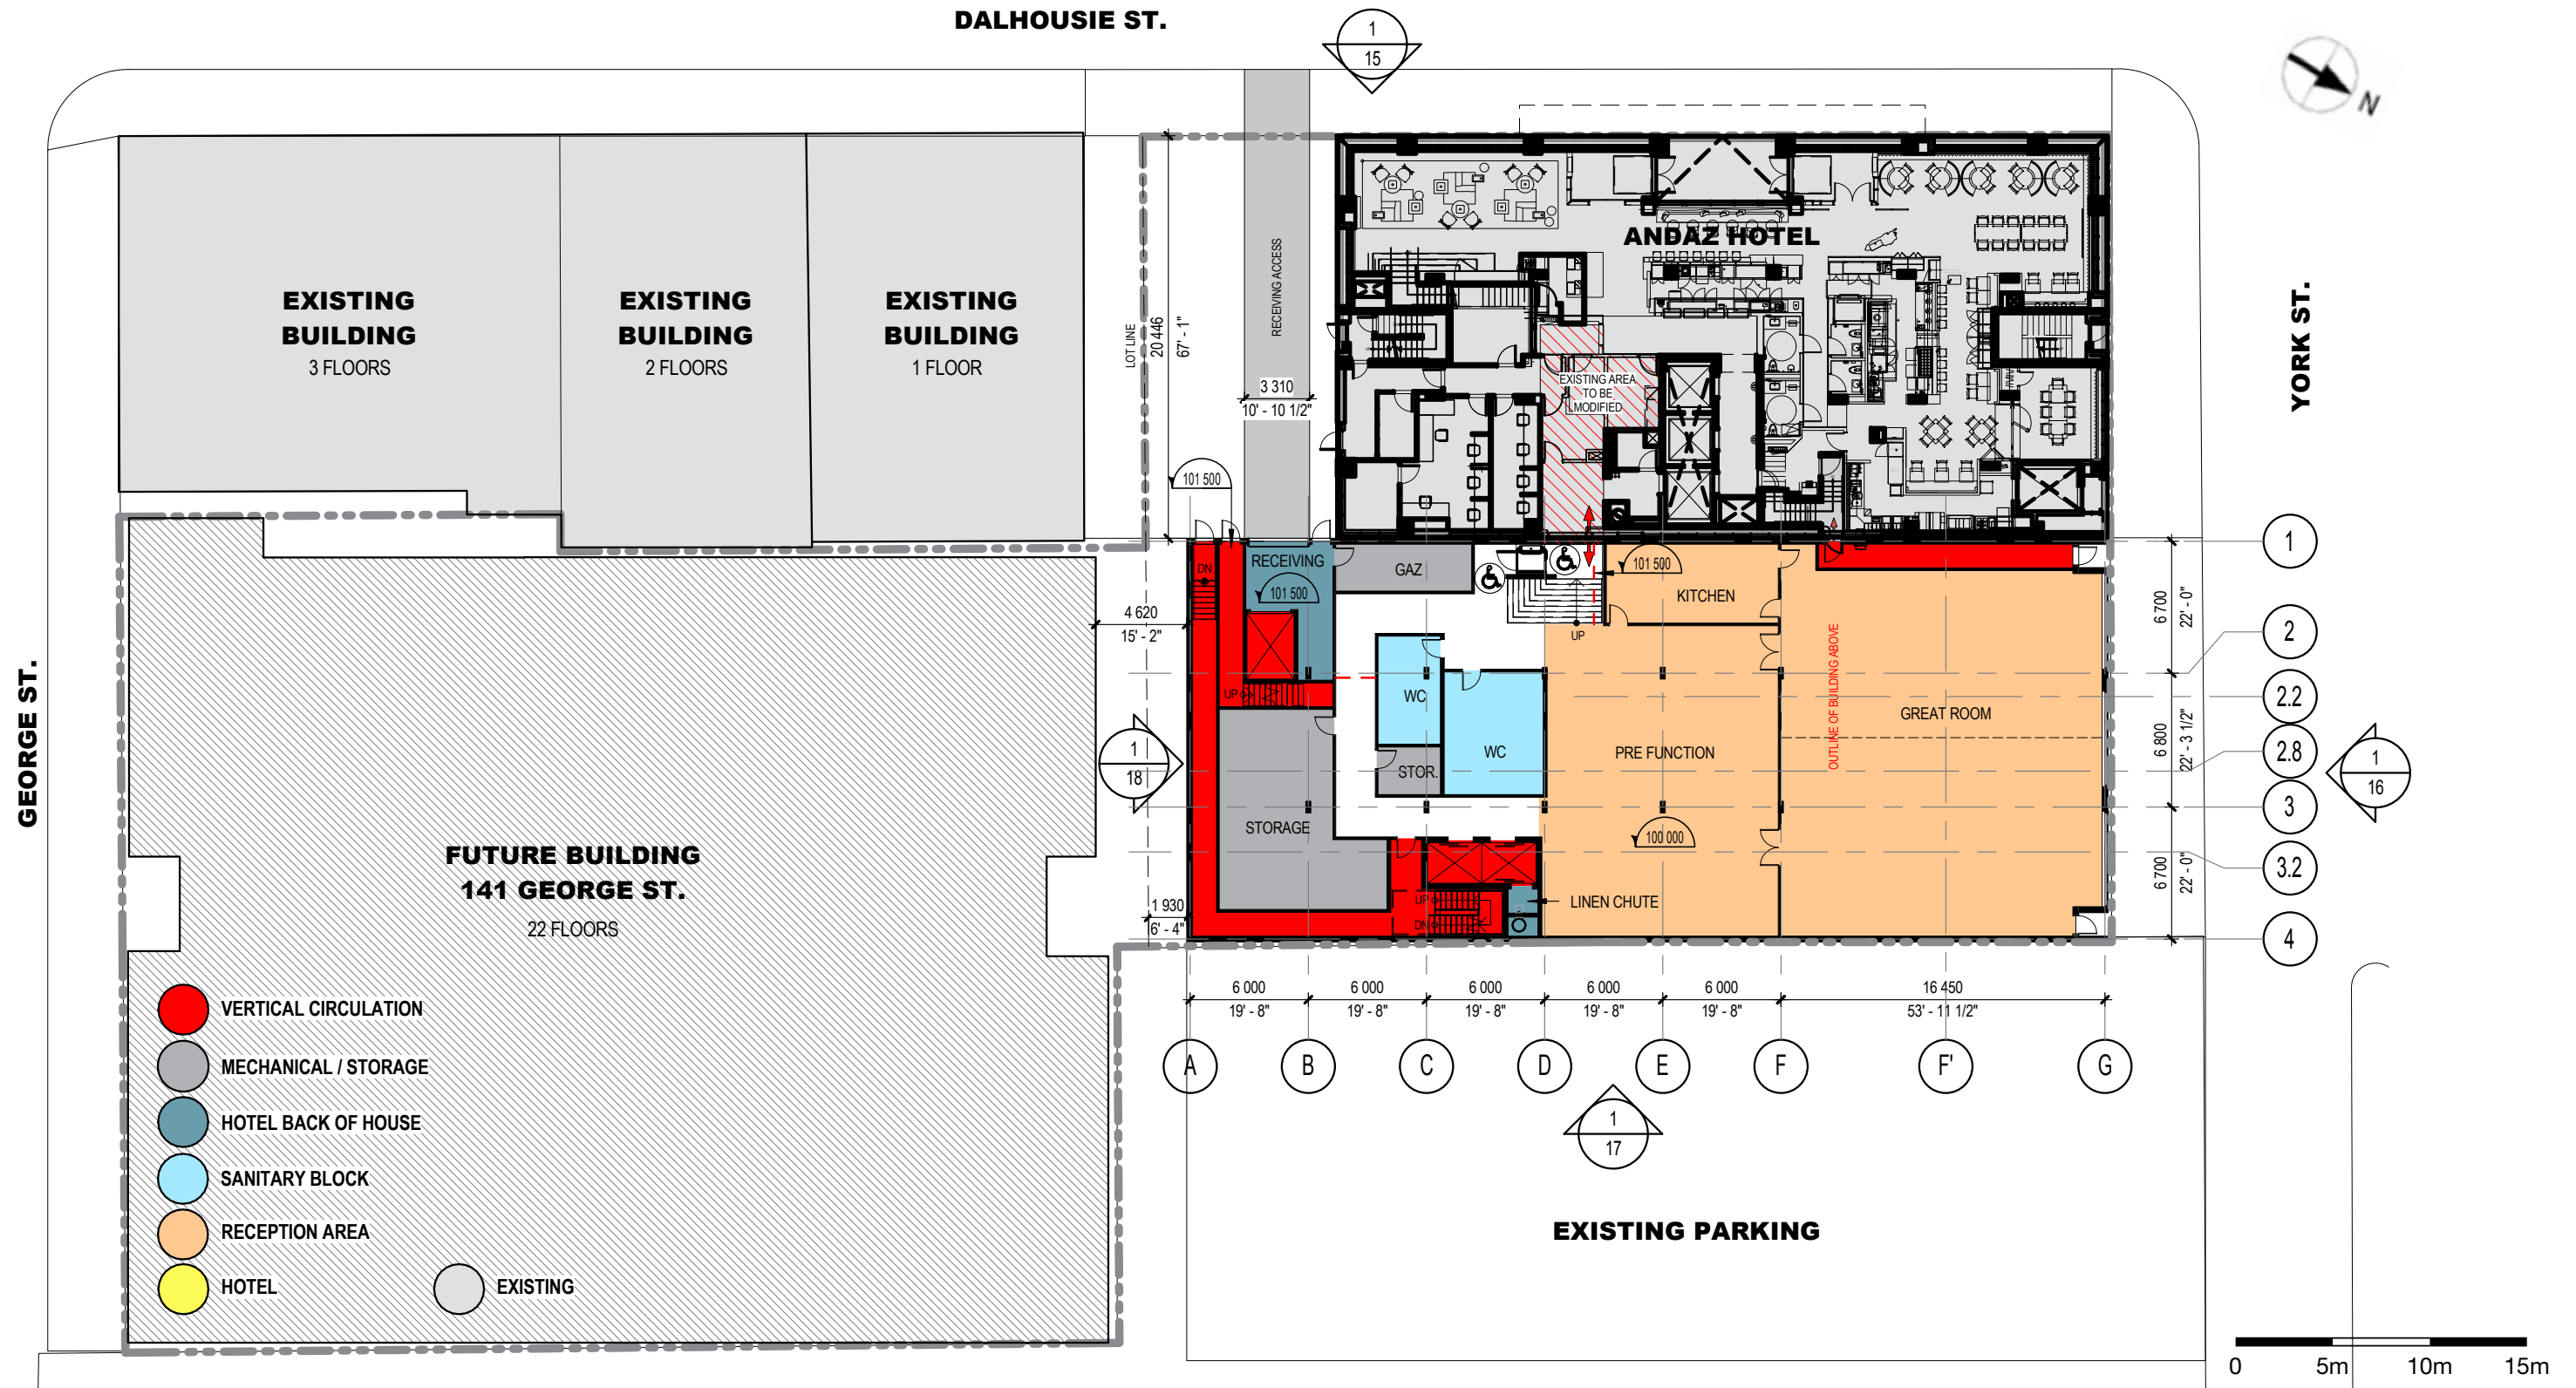 DALHOUSIE ST.
1
15
N
ANDAZ HOTEL
EXISTING
BUILDING
3 FLOORS
EXISTING
BUILDING
2 FLOORS
EXISTING
BUILDING
1 FLOOR
LOT LINE
20 446
67' - 1"
RECEIVING ACCESS
3 310
10' - 10 1/2"
EXISTING AREA
TO BE
MODIFIED
YORK ST.
GEORGE ST.
101 500
RECEIVING
101 500
DN
GAZ
101 500
KITCHEN
UP
4 620
15' - 2"
UP
WC
WC
STOR.
STORAGE
PRE FUNCTION
100 000
OUTLINE OF BUILDING ABOVE
GREAT ROOM
LINEN CHUTE
UP
DN
1 930
6' - 4"
1
18
1
16
6 700
22' - 0"
6 800
22' - 3 1/2"
6 700
22' - 0"
1
2
2.2
2.8
3
3.2
4
FUTURE BUILDING
141 GEORGE ST.
22 FLOORS
6 000
19' - 8"
6 000
19' - 8"
6 000
19' - 8"
6 000
19' - 8"
6 000
19' - 8"
16 450
53' - 11 1/2"
A
B
C
D
E
F
F'
G
1
17
VERTICAL CIRCULATION
MECHANICAL / STORAGE
HOTEL BACK OF HOUSE
SANITARY BLOCK
RECEPTION AREA
HOTEL
EXISTING
EXISTING PARKING
0
5m
10m
15m